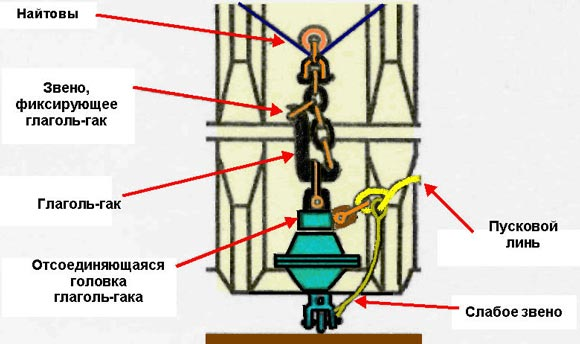 Найтовы
Звено,
фиксирующее
глаголь-гак
Глаголь-гак
Отсоединяющаяся
головка
глаголь-гака
Пусковой
линь
Слабое звено